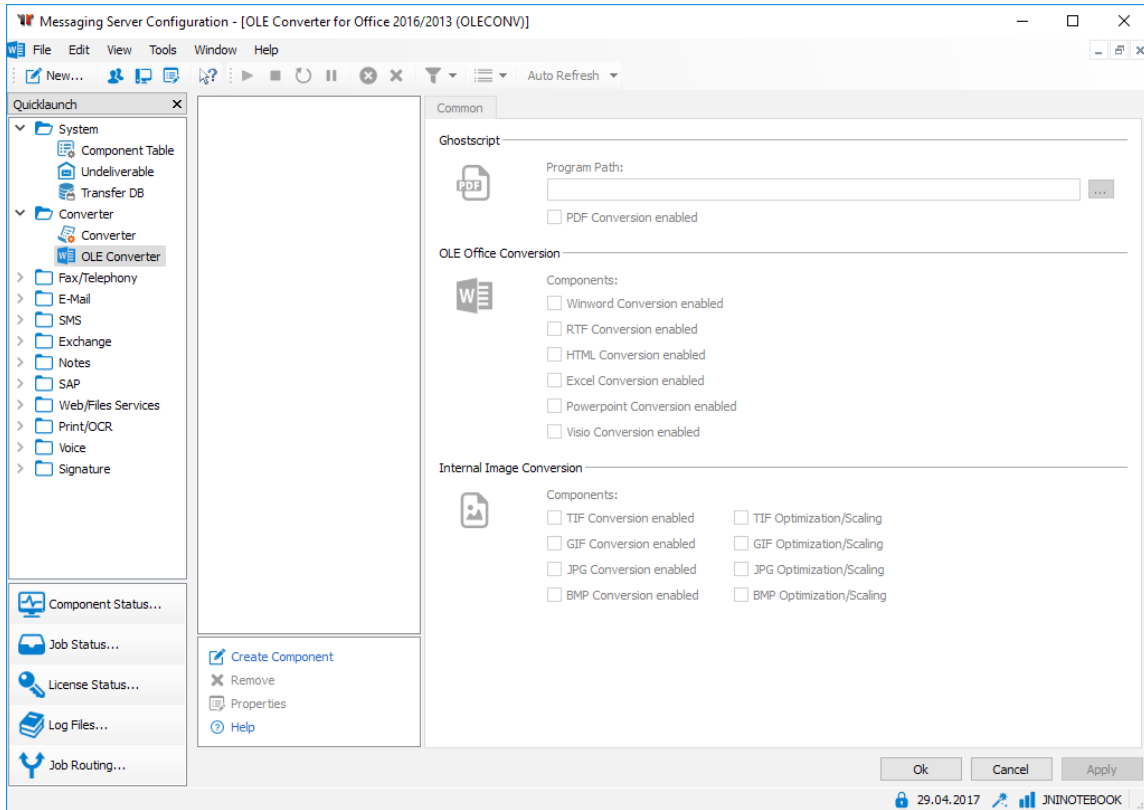 Messaging Server Configuration - [OLE Converter for Office 2016/2013 (OLECONV)]
File Edit View Tools Window Help
New... Auto Refresh
Quicklaunch
System
Component Table
Undeliverable
Transfer DB
Converter
Converter
OLE Converter
Fax/Telephony
E-Mail
SMS
Exchange
Notes
SAP
Web/Files Services
Print/OCR
Voice
Signature
Component Status...
Job Status...
License Status...
Log Files...
Job Routing...
Create Component
Remove
Properties
Help
Common
Ghostscript
PDF
Program Path:
...
PDF Conversion enabled
OLE Office Conversion
W
Components:
Winword Conversion enabled
RTF Conversion enabled
HTML Conversion enabled
Excel Conversion enabled
Powerpoint Conversion enabled
Visio Conversion enabled
Internal Image Conversion
Components:
TIF Conversion enabled TIF Optimization/Scaling
GIF Conversion enabled GIF Optimization/Scaling
JPG Conversion enabled JPG Optimization/Scaling
BMP Conversion enabled BMP Optimization/Scaling
Ok Cancel Apply
29.04.2017 JNINOTEBOOK